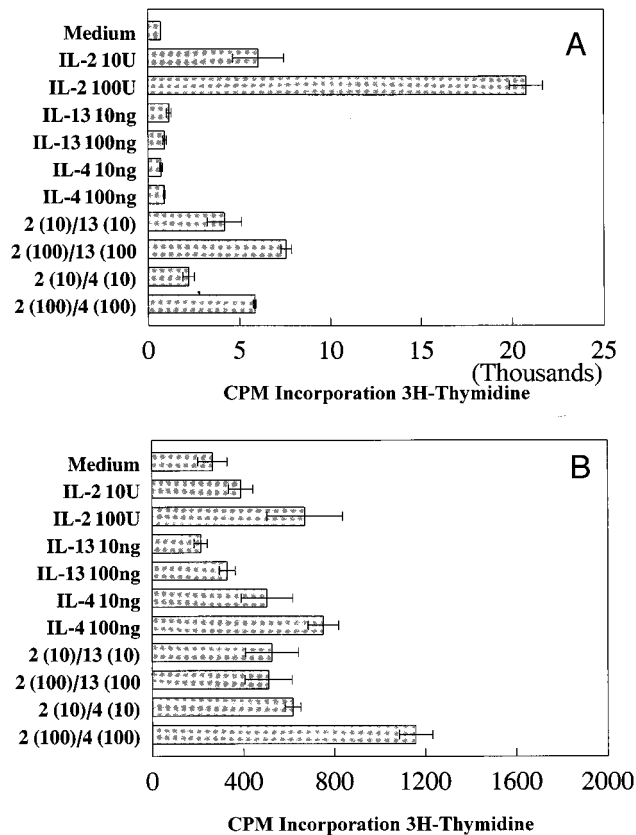 A
Medium
IL-2 10U
IL-2 100U
IL-13 10ng
IL-13 100ng
IL-4 10ng
IL-4 100ng
2 (10)/13 (10)
2 (100)/13 (100
2 (10)/4 (10)
2 (100)/4 (100)
0 5 10 15 20 25
(Thousands)
CPM Incorporation 3H-Thymidine
B
Medium
IL-2 10U
IL-2 100U
IL-13 10ng
IL-13 100ng
IL-4 10ng
IL-4 100ng
2 (10)/13 (10)
2 (100)/13 (100
2 (10)/4 (10)
2 (100)/4 (100)
0 400 800 1200 1600 2000
CPM Incorporation 3H-Thymidine